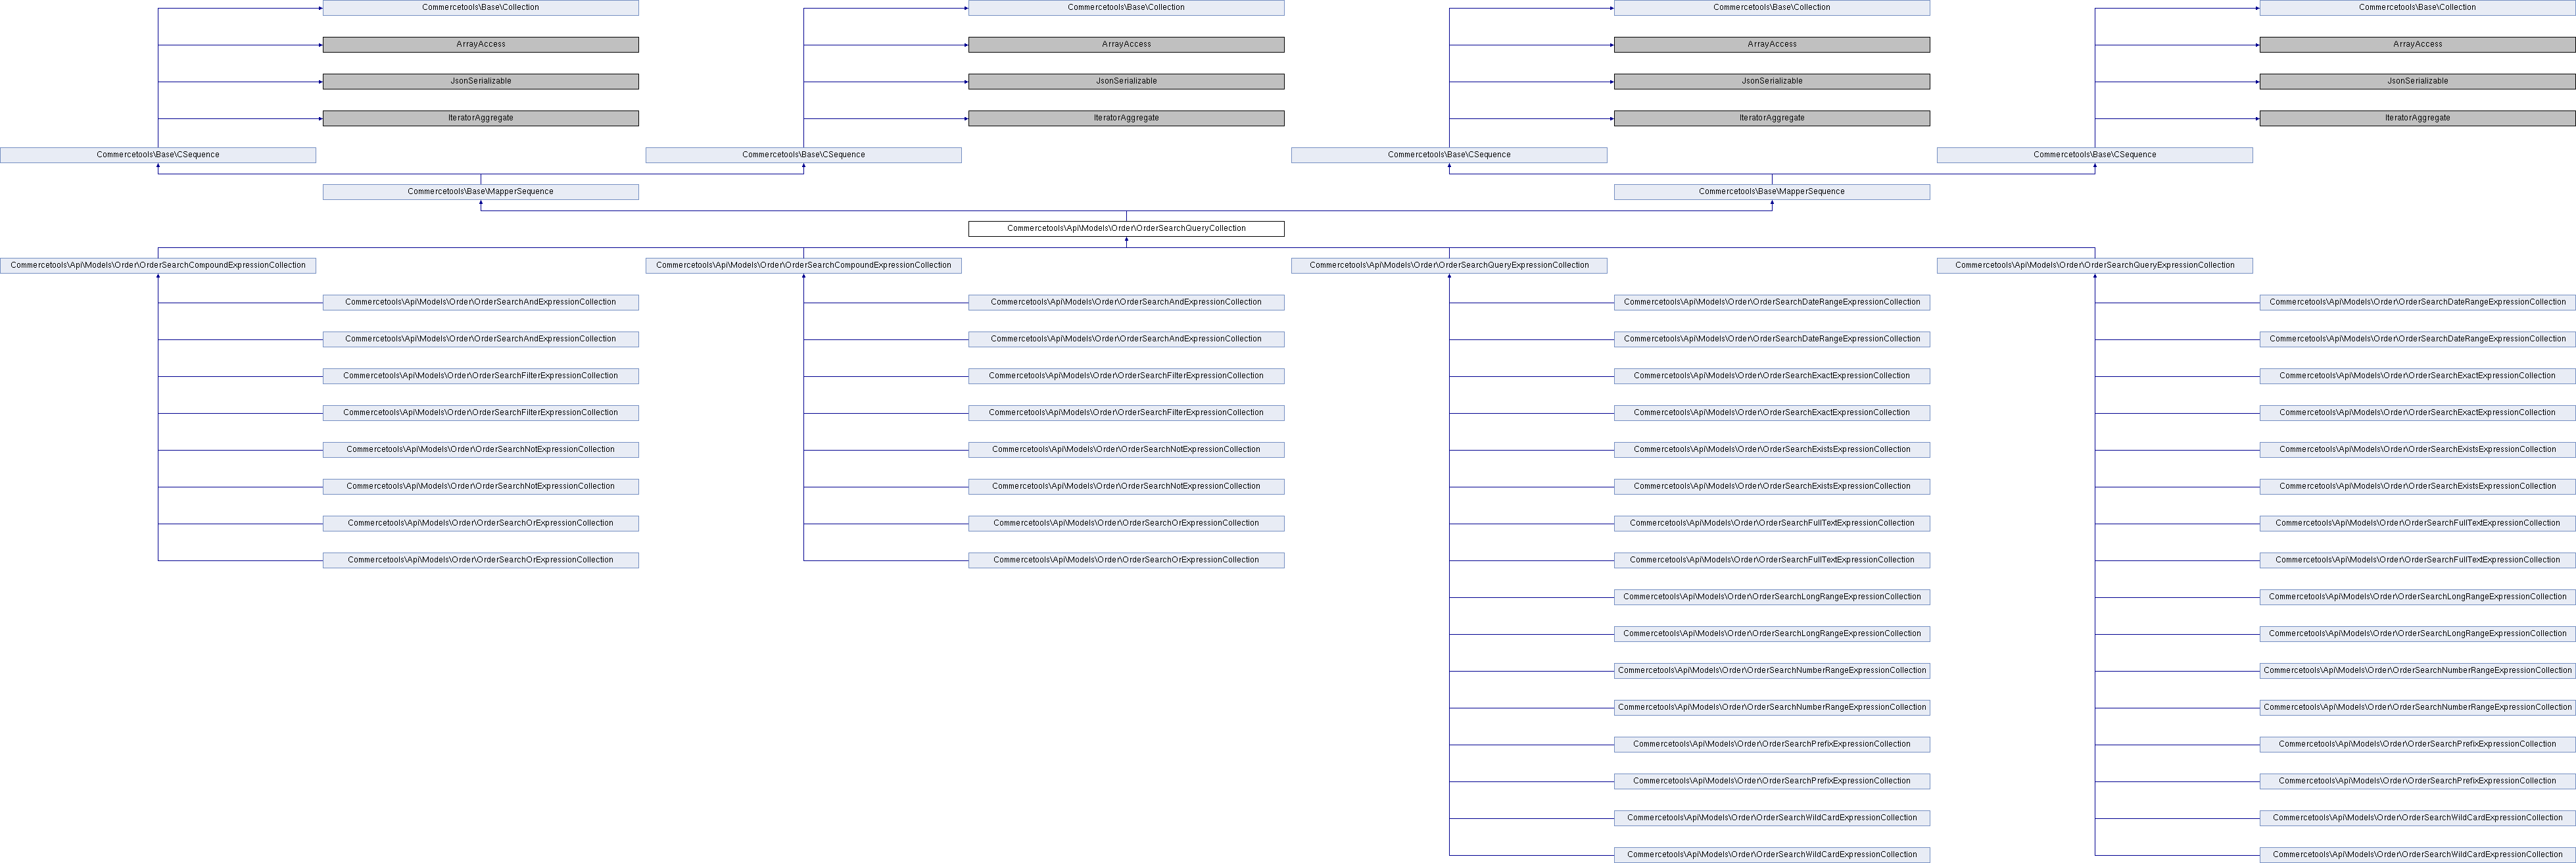 Commercetools\Base\Collection
Commercetools\Base\Collection
Commercetools\Base\Collection
Commercetools\Base\Collection
ArrayAccess
ArrayAccess
ArrayAccess
ArrayAccess
JsonSerializable
JsonSerializable
JsonSerializable
JsonSerializable
IteratorAggregate
IteratorAggregate
IteratorAggregate
IteratorAggregate
Commercetools\Base\CSequence
Commercetools\Base\CSequence
Commercetools\Base\CSequence
Commercetools\Base\CSequence
Commercetools\Base\MapperSequence
Commercetools\Base\MapperSequence
Commercetools\Api\Models\Order\OrderSearchQueryCollection
Commercetools\Api\Models\Order\OrderSearchCompoundExpressionCollection
Commercetools\Api\Models\Order\OrderSearchCompoundExpressionCollection
Commercetools\Api\Models\Order\OrderSearchQueryExpressionCollection
Commercetools\Api\Models\Order\OrderSearchQueryExpressionCollection
Commercetools\Api\Models\Order\OrderSearchAndExpressionCollection
Commercetools\Api\Models\Order\OrderSearchAndExpressionCollection
Commercetools\Api\Models\Order\OrderSearchDateRangeExpressionCollection
Commercetools\Api\Models\Order\OrderSearchDateRangeExpressionCollection
Commercetools\Api\Models\Order\OrderSearchAndExpressionCollection
Commercetools\Api\Models\Order\OrderSearchAndExpressionCollection
Commercetools\Api\Models\Order\OrderSearchDateRangeExpressionCollection
Commercetools\Api\Models\Order\OrderSearchDateRangeExpressionCollection
Commercetools\Api\Models\Order\OrderSearchFilterExpressionCollection
Commercetools\Api\Models\Order\OrderSearchFilterExpressionCollection
Commercetools\Api\Models\Order\OrderSearchExactExpressionCollection
Commercetools\Api\Models\Order\OrderSearchExactExpressionCollection
Commercetools\Api\Models\Order\OrderSearchFilterExpressionCollection
Commercetools\Api\Models\Order\OrderSearchFilterExpressionCollection
Commercetools\Api\Models\Order\OrderSearchExactExpressionCollection
Commercetools\Api\Models\Order\OrderSearchExactExpressionCollection
Commercetools\Api\Models\Order\OrderSearchNotExpressionCollection
Commercetools\Api\Models\Order\OrderSearchNotExpressionCollection
Commercetools\Api\Models\Order\OrderSearchExistsExpressionCollection
Commercetools\Api\Models\Order\OrderSearchExistsExpressionCollection
Commercetools\Api\Models\Order\OrderSearchNotExpressionCollection
Commercetools\Api\Models\Order\OrderSearchNotExpressionCollection
Commercetools\Api\Models\Order\OrderSearchExistsExpressionCollection
Commercetools\Api\Models\Order\OrderSearchExistsExpressionCollection
Commercetools\Api\Models\Order\OrderSearchOrExpressionCollection
Commercetools\Api\Models\Order\OrderSearchOrExpressionCollection
Commercetools\Api\Models\Order\OrderSearchFullTextExpressionCollection
Commercetools\Api\Models\Order\OrderSearchFullTextExpressionCollection
Commercetools\Api\Models\Order\OrderSearchOrExpressionCollection
Commercetools\Api\Models\Order\OrderSearchOrExpressionCollection
Commercetools\Api\Models\Order\OrderSearchFullTextExpressionCollection
Commercetools\Api\Models\Order\OrderSearchFullTextExpressionCollection
Commercetools\Api\Models\Order\OrderSearchLongRangeExpressionCollection
Commercetools\Api\Models\Order\OrderSearchLongRangeExpressionCollection
Commercetools\Api\Models\Order\OrderSearchLongRangeExpressionCollection
Commercetools\Api\Models\Order\OrderSearchLongRangeExpressionCollection
Commercetools\Api\Models\Order\OrderSearchNumberRangeExpressionCollection
Commercetools\Api\Models\Order\OrderSearchNumberRangeExpressionCollection
Commercetools\Api\Models\Order\OrderSearchNumberRangeExpressionCollection
Commercetools\Api\Models\Order\OrderSearchNumberRangeExpressionCollection
Commercetools\Api\Models\Order\OrderSearchPrefixExpressionCollection
Commercetools\Api\Models\Order\OrderSearchPrefixExpressionCollection
Commercetools\Api\Models\Order\OrderSearchPrefixExpressionCollection
Commercetools\Api\Models\Order\OrderSearchPrefixExpressionCollection
Commercetools\Api\Models\Order\OrderSearchWildCardExpressionCollection
Commercetools\Api\Models\Order\OrderSearchWildCardExpressionCollection
Commercetools\Api\Models\Order\OrderSearchWildCardExpressionCollection
Commercetools\Api\Models\Order\OrderSearchWildCardExpressionCollection